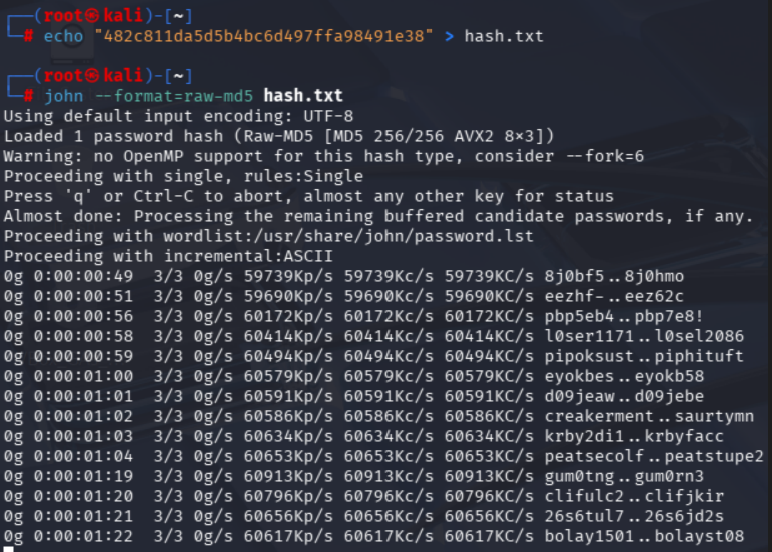 ┌──(root㉿kali)-[~]
└─# echo "482c811da5d5b4bc6d497ffa98491e38" > hash.txt
┌──(root㉿kali)-[~]
└─# john --format=raw-md5 hash.txt
Using default input encoding: UTF-8
Loaded 1 password hash (Raw-MD5 [MD5 256/256 AVX2 8×3])
Warning: no OpenMP support for this hash type, consider --fork=6
Proceeding with single, rules:Single
Press 'q' or Ctrl-C to abort, almost any other key for status
Almost done: Processing the remaining buffered candidate passwords, if any.
Proceeding with wordlist:/usr/share/john/password.lst
Proceeding with incremental:ASCII
0g 0:00:00:49  3/3 0g/s 59739Kp/s 59739Kc/s 59739KC/s 8j0bf5..8j0hmo
0g 0:00:00:51  3/3 0g/s 59690Kp/s 59690Kc/s 59690KC/s eezhf-..eez62c
0g 0:00:00:56  3/3 0g/s 60172Kp/s 60172Kc/s 60172KC/s pbp5eb4..pbp7e8!
0g 0:00:00:58  3/3 0g/s 60414Kp/s 60414Kc/s 60414KC/s l0ser1171..l0sel2086
0g 0:00:00:59  3/3 0g/s 60494Kp/s 60494Kc/s 60494KC/s pipoksust..piphituft
0g 0:00:01:00  3/3 0g/s 60579Kp/s 60579Kc/s 60579KC/s eyokbes..eyokb58
0g 0:00:01:01  3/3 0g/s 60591Kp/s 60591Kc/s 60591KC/s d09jeaw..d09jebe
0g 0:00:01:02  3/3 0g/s 60586Kp/s 60586Kc/s 60586KC/s creakerment..saurtymn
0g 0:00:01:03  3/3 0g/s 60634Kp/s 60634Kc/s 60634KC/s krby2di1..krbyfacc
0g 0:00:01:04  3/3 0g/s 60653Kp/s 60653Kc/s 60653KC/s peatsecolf..peatstupe2
0g 0:00:01:19  3/3 0g/s 60913Kp/s 60913Kc/s 60913KC/s gum0tng..gum0rn3
0g 0:00:01:20  3/3 0g/s 60796Kp/s 60796Kc/s 60796KC/s clifulc2..clifjkir
0g 0:00:01:21  3/3 0g/s 60656Kp/s 60656Kc/s 60656KC/s 26s6tul7..26s6jd2s
0g 0:00:01:22  3/3 0g/s 60617Kp/s 60617Kc/s 60617KC/s bolay1501..bolayst08